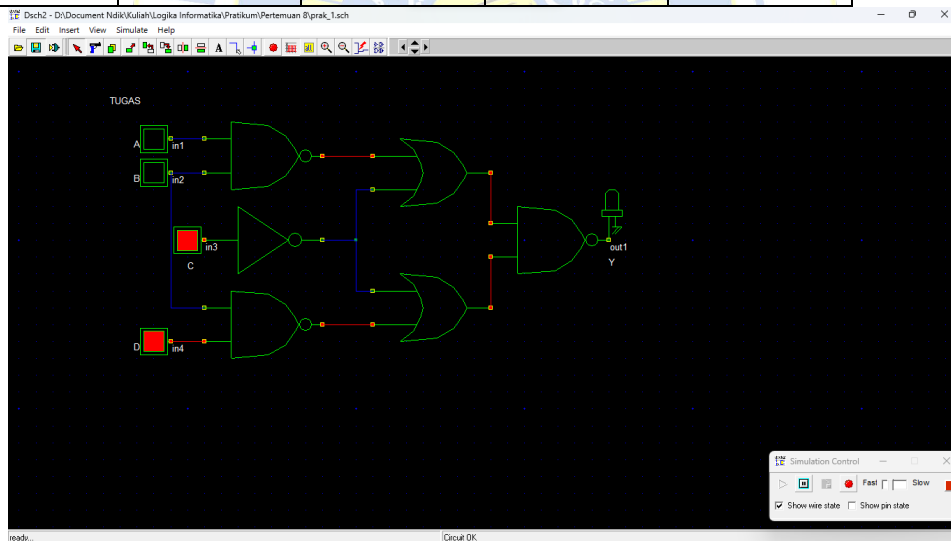 Dsch2 - D:\Document Ndik\Kuliah\Logika Informatika\Pratikum\Pertemuan 8\prak_1.sch
File Edit Insert View Simulate Help
TUGAS
A
in1
B
in2
in3
C
D
in4
out1
Y
Simulation Control
Fast
Slow
Show wire state
Show pin state
ready...
Circuit OK